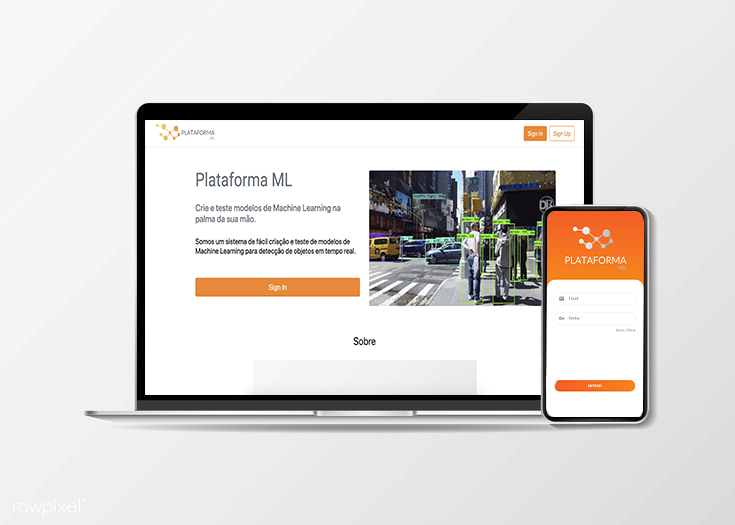 PLATAFORMA
ML
Sign In
Sign Up
Plataforma ML
Crie e teste modelos de Machine Learning na
palma da sua mão.
Somos um sistema de fácil criação e teste de modelos de
Machine Learning para detecção de objetos em tempo real.
Sign In
Sobre
PLATAFORMA
ML
Email
Senha
Modo Offline
ENTRAR
rawpixel